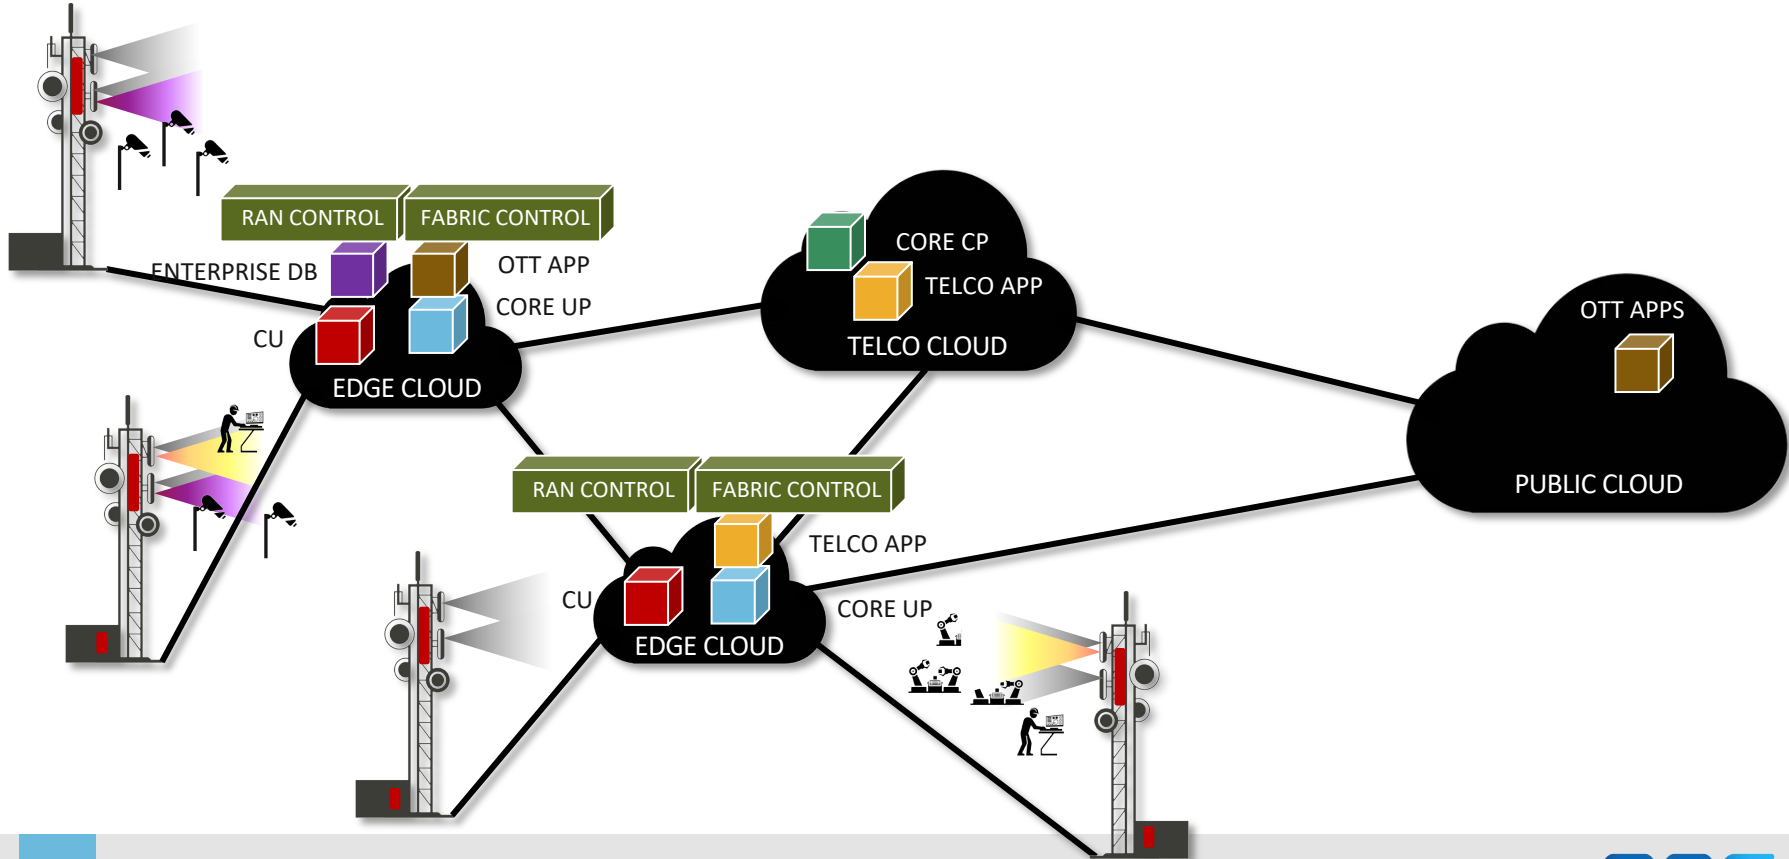 RAN CONTROL
FABRIC CONTROL
ENTERPRISE DB
OTT APP
CORE UP
CU
EDGE CLOUD
CORE CP
TELCO APP
TELCO CLOUD
OTT APPS
PUBLIC CLOUD
RAN CONTROL
FABRIC CONTROL
TELCO APP
CU
CORE UP
EDGE CLOUD